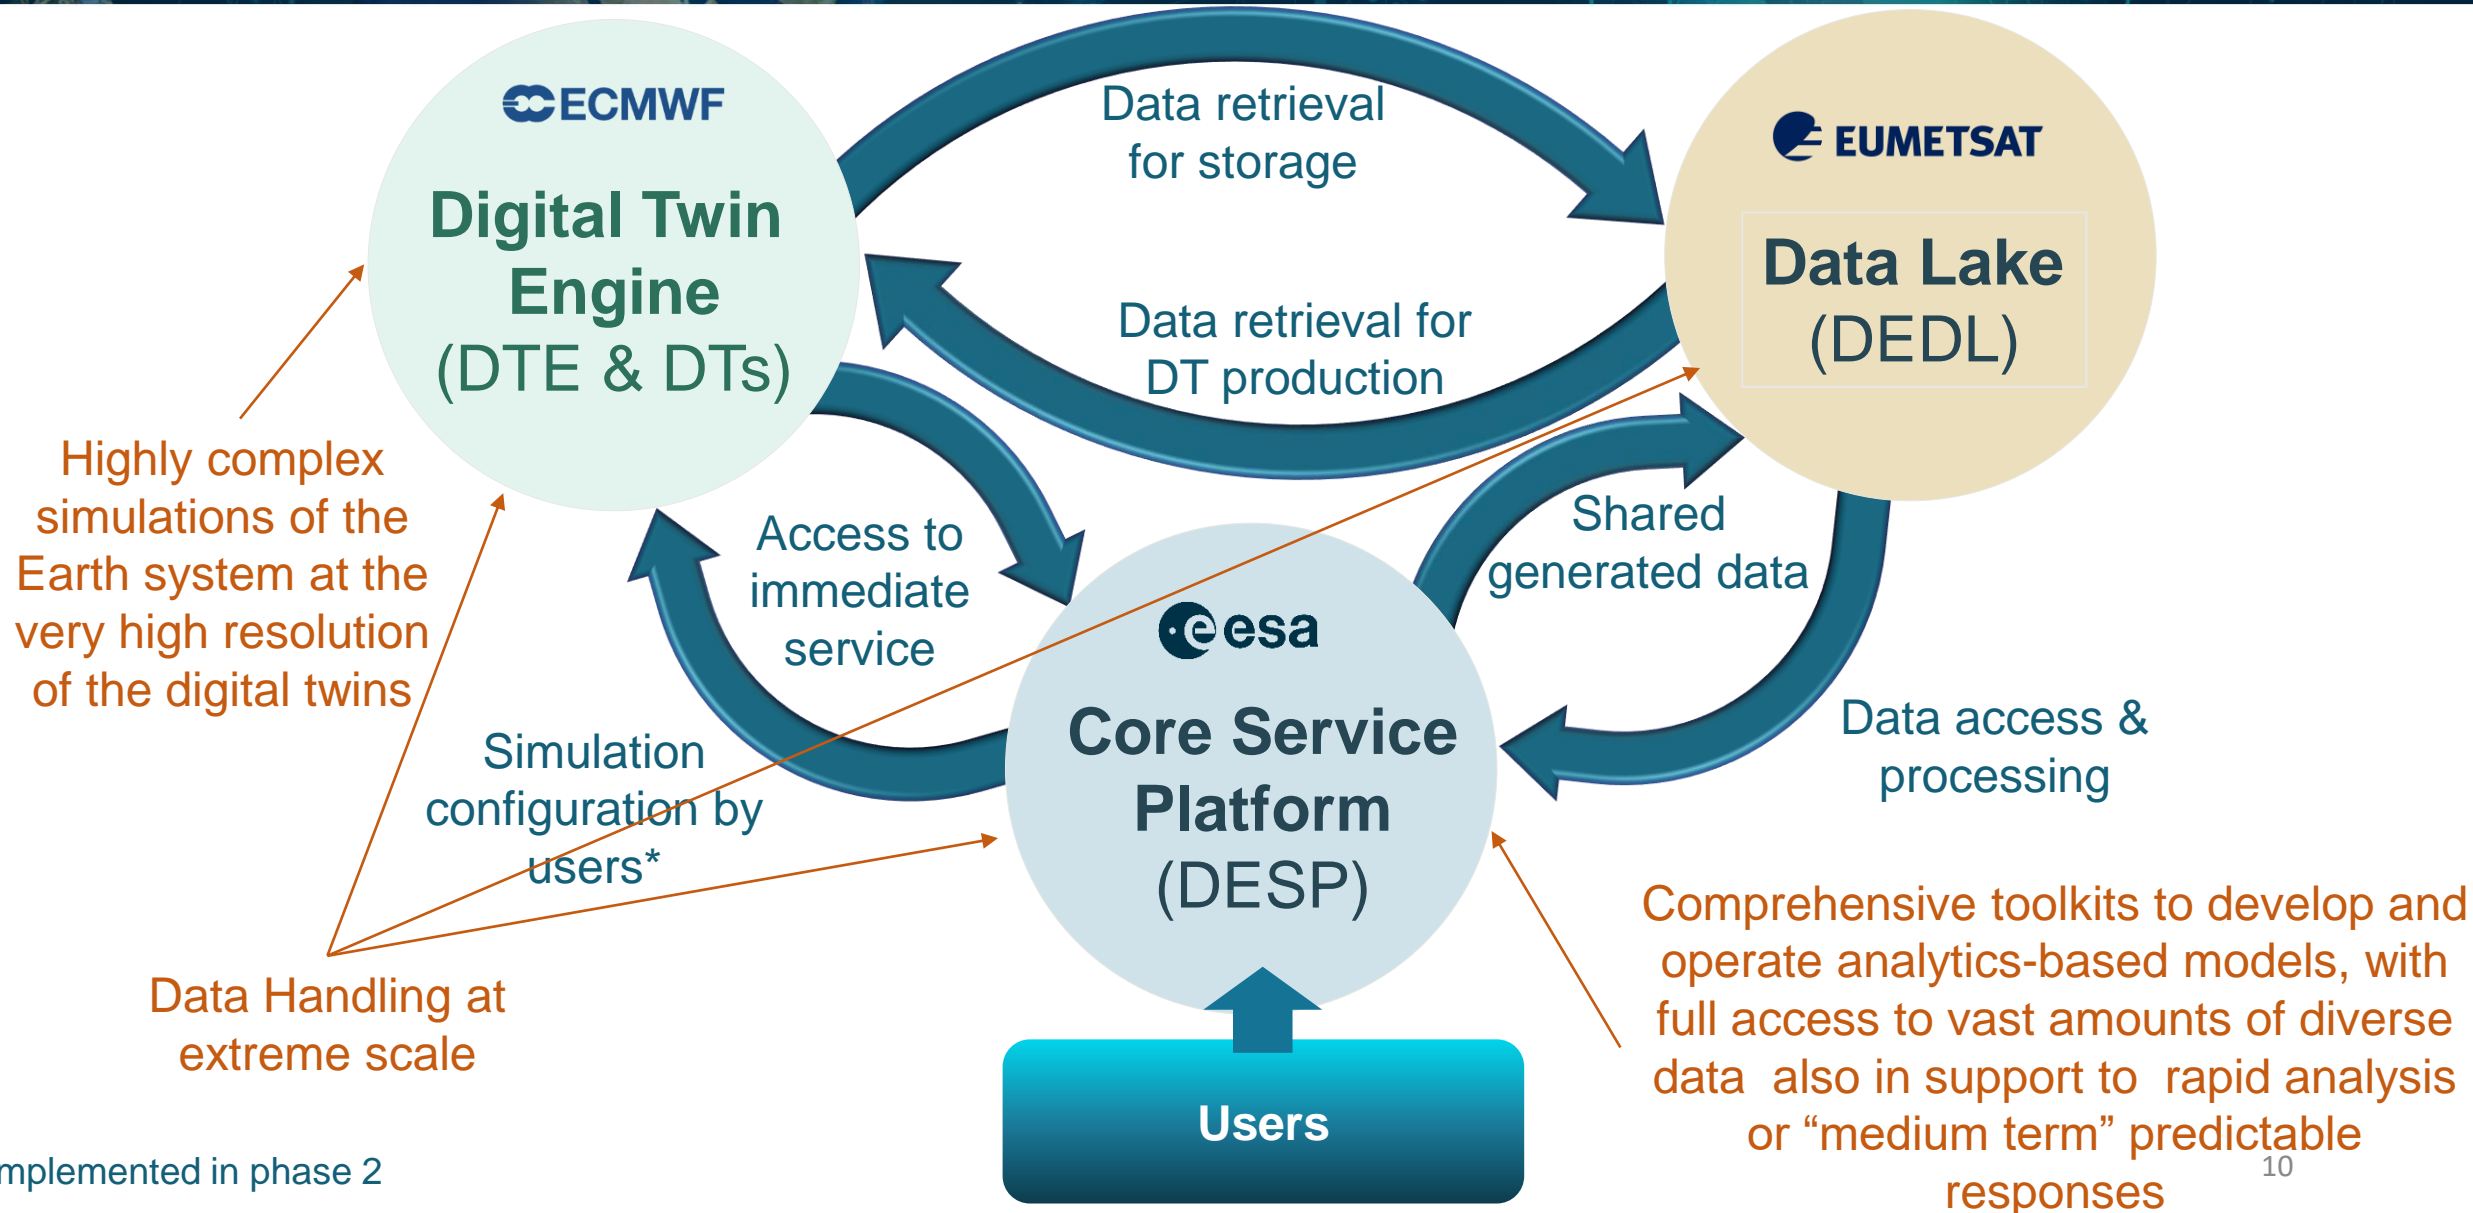 ECMWF
Digital Twin
Engine
(DTE & DTs)
Data retrieval
for storage
EUMETSAT
Data Lake
(DEDL)
Data retrieval for
DT production
Highly complex
simulations of the
Earth system at the
very high resolution
of the digital twins
Access to
immediate
service
Shared
generated data
esa
Core Service
Platform
(DESP)
Simulation
configuration by
users*
Data access &
processing
Data Handling at
extreme scale
Comprehensive toolkits to develop and
operate analytics-based models, with
full access to vast amounts of diverse
data  also in support to  rapid analysis
or “medium term” predictable
responses
Users
mplemented in phase 2
10